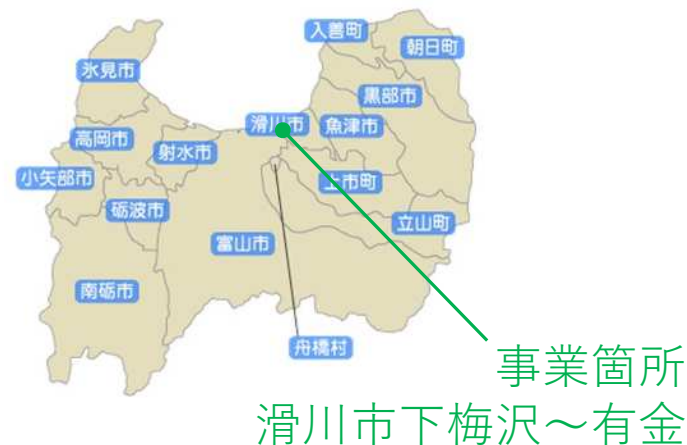 入善町
朝日町
氷見市
黒部市
滑川市
魚津市
高岡市
射水市
小矢部市
上市町
砺波市
立山町
富山市
南砺市
舟橋村
事業箇所
滑川市下梅沢～有金